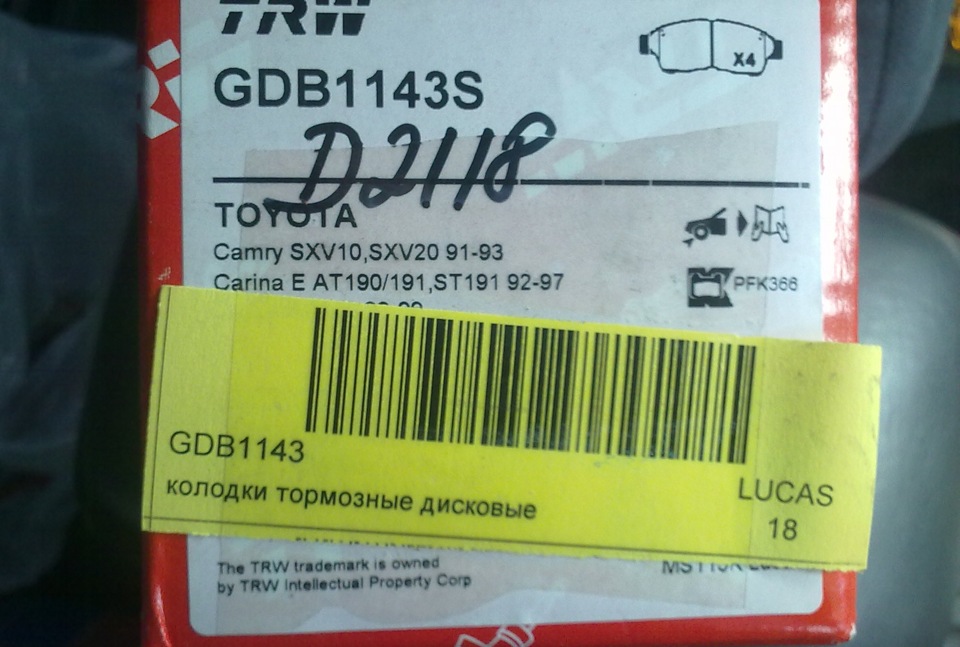 TRW
X4
GDB1143S
D2118
TOYOTA
Camry SXV10,SXV20 91-93
Carina E AT190/191,ST191 92-97
PFK366
GDB1143
колодки тормозные дисковые
LUCAS
18
The TRW trademark is owned
by TRW Intellectual Property Corp